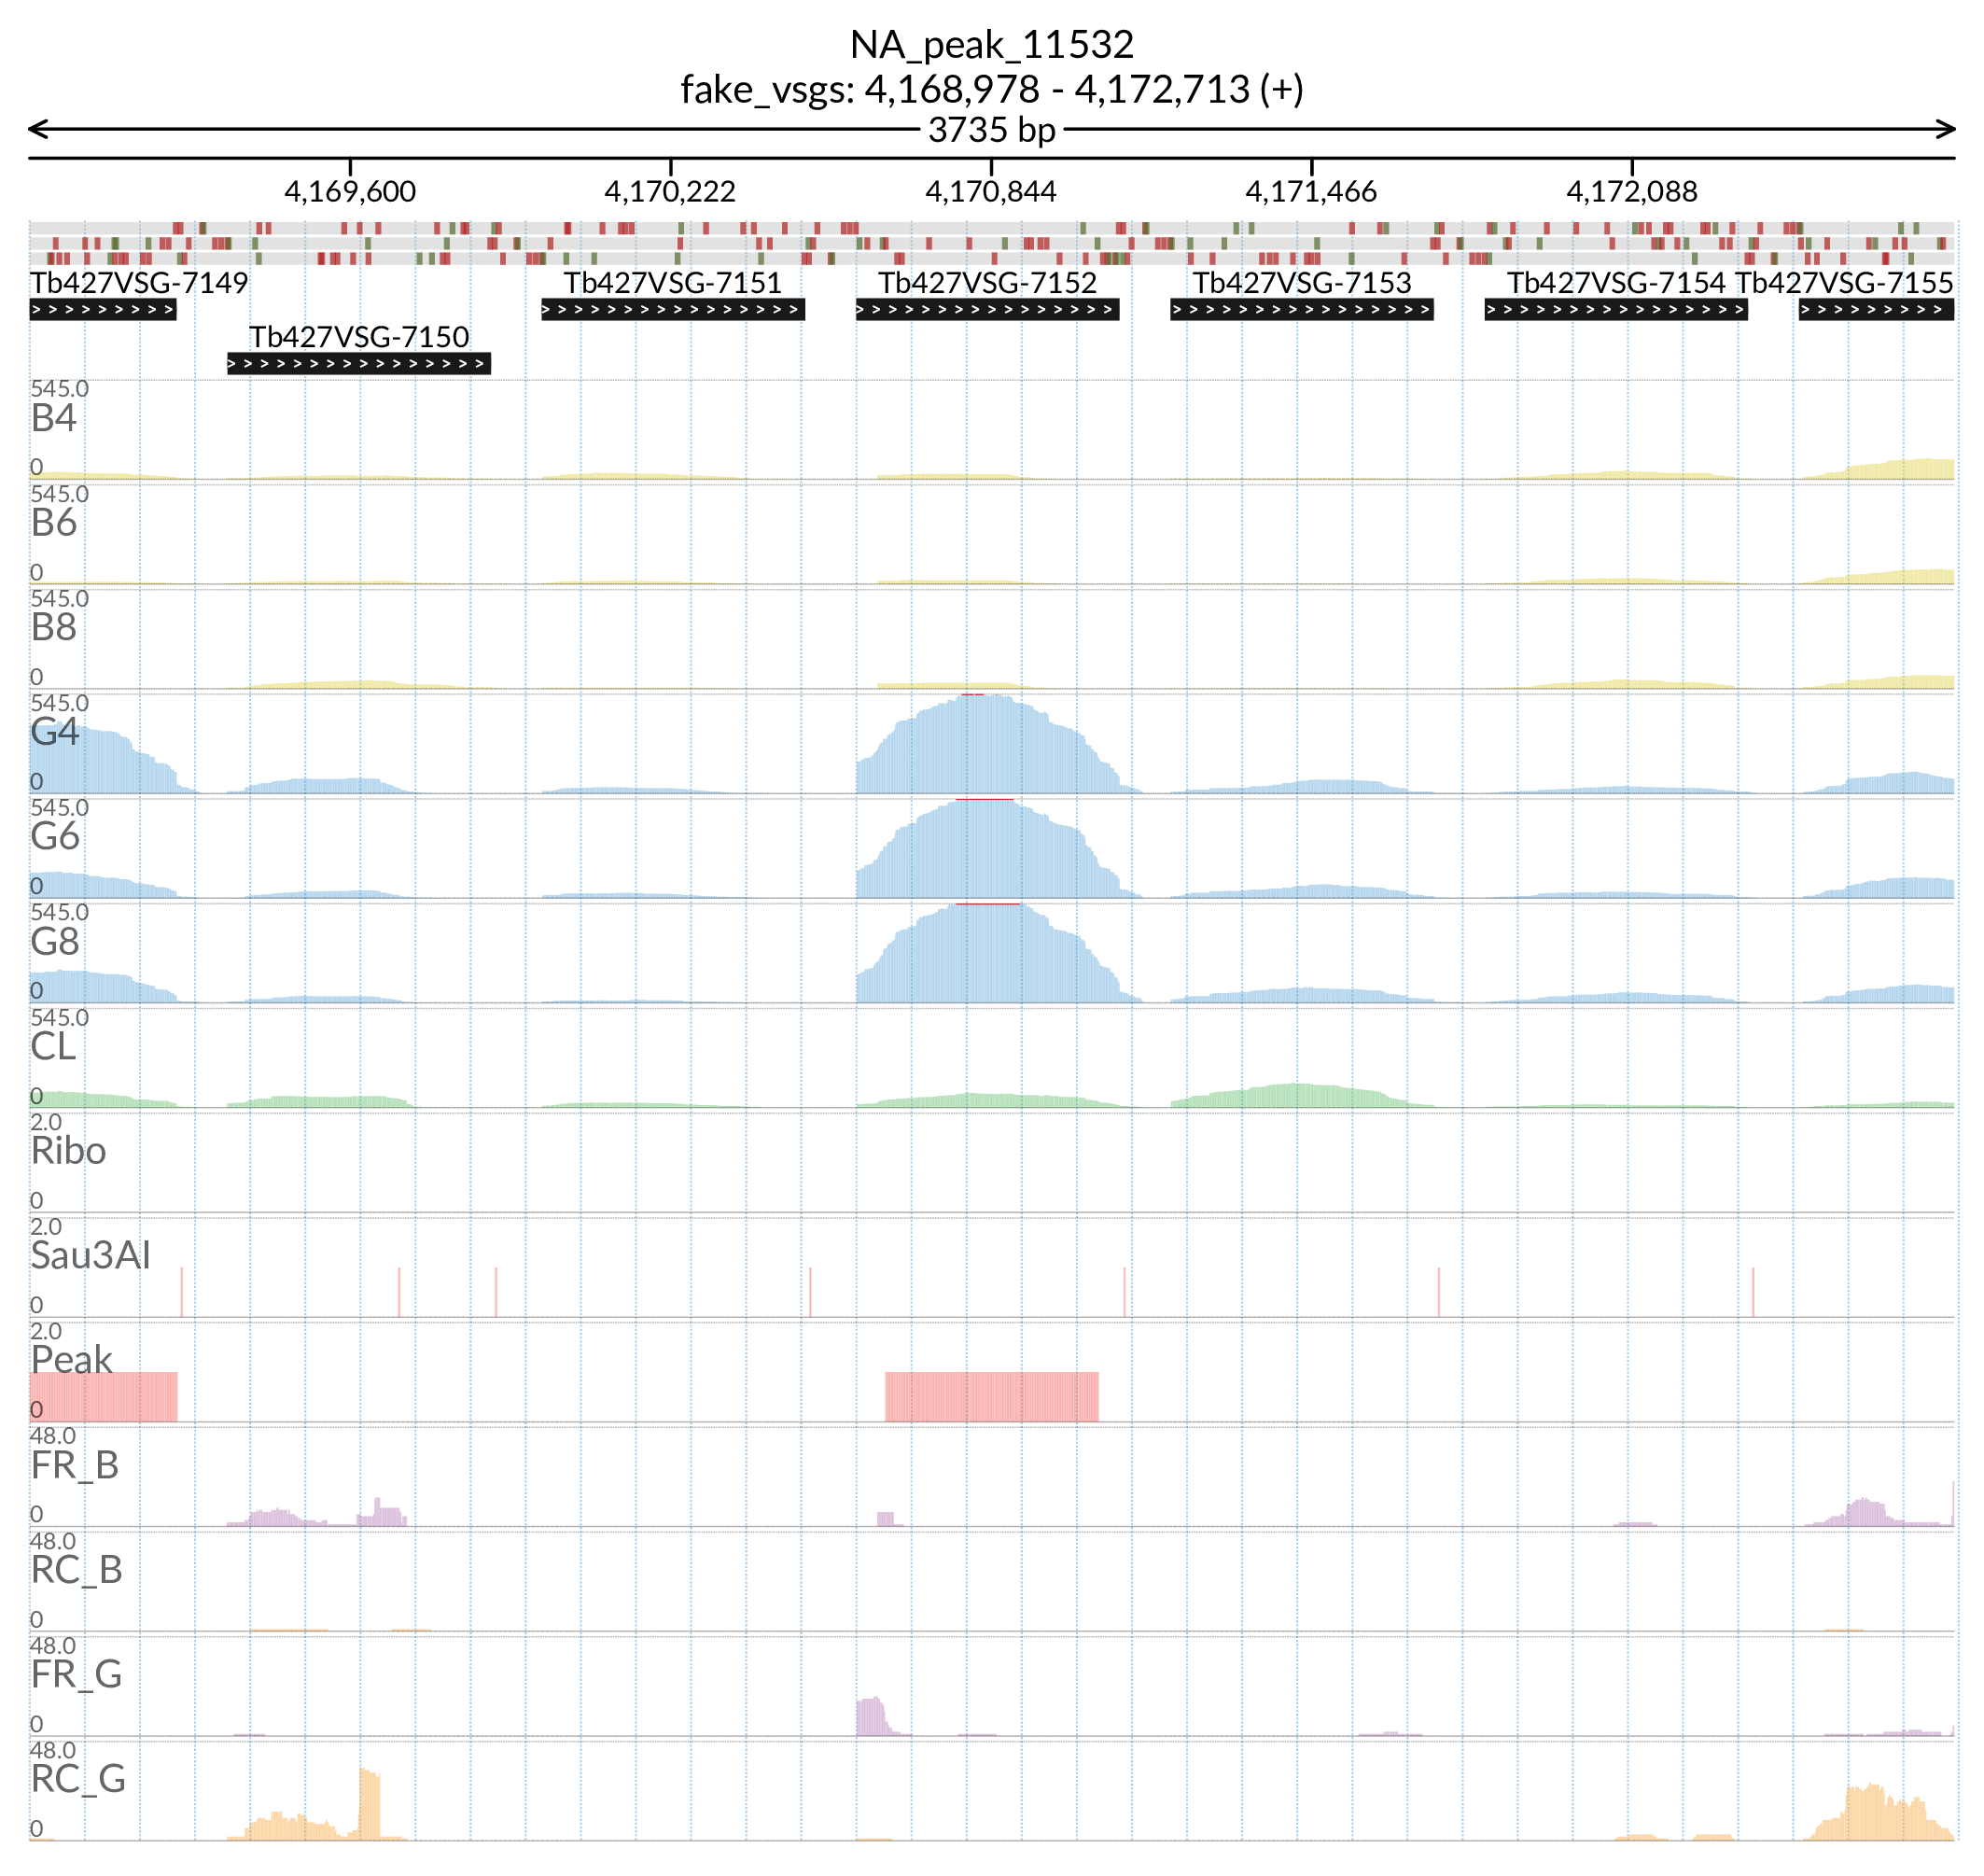 NA_peak_11532
fake_vsgs: 4,168,978 - 4,172,713 (+)
3735 bp
4,169,600 4,170,222 4,170,844 4,171,466 4,172,088
Tb427VSG-7149 Tb427VSG-7151 Tb427VSG-7152 Tb427VSG-7153 Tb427VSG-7154 Tb427VSG-7155
Tb427VSG-7150
545.0
B4
0
545.0
B6
0
545.0
B8
0
545.0
G4
0
545.0
G6
0
545.0
G8
0
545.0
CL
0
2.0
Ribo
0
2.0
Sau3AI
0
2.0
Peak
0
48.0
FR_B
0
48.0
RC_B
0
48.0
FR_G
0
48.0
RC_G
0